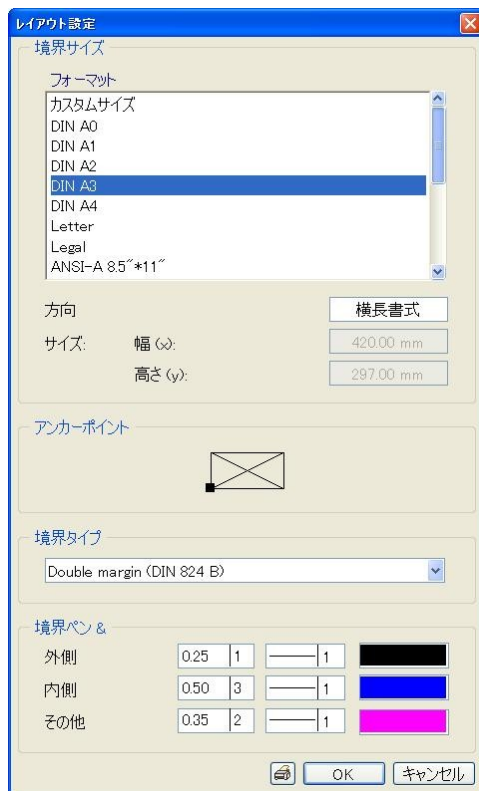 レイアウト設定
境界サイズ
フォーマット
カスタムサイズ
DIN A0
DIN A1
DIN A2
DIN A3
DIN A4
Letter
Legal
ANSI-A 8.5"*11"
方向 横長書式
サイズ: 幅 (x): 420.00 mm
高さ (y): 297.00 mm
アンカーポイント
境界タイプ
Double margin (DIN 824 B)
境界ペン &
外側 0.25 1 1
内側 0.50 3 1
その他 0.35 2 1
OK キャンセル